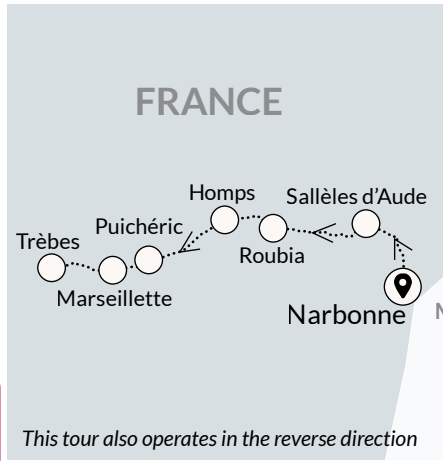 FRANCE
Homps
Sallèles d’Aude
Puichéric
Trèbes
Roubia
Marseillette
Narbonne
This tour also operates in the reverse direction